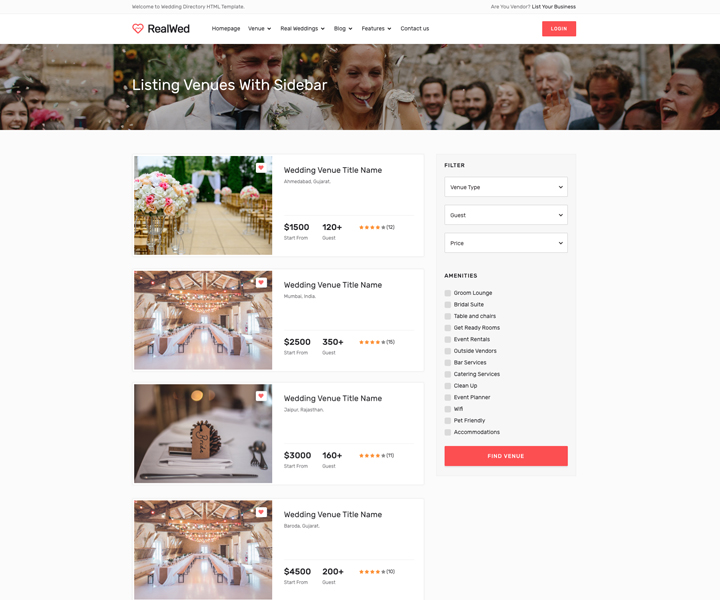 Welcome to Wedding Directory HTML Template.
Are You Vendor? List Your Business
RealWed
Homepage
Venue
Real Weddings
Blog
Features
Contact us
LOGIN
Listing Venues With Sidebar
Wedding Venue Title Name
Ahmedabad, Gujarat.
$1500 120+ (12)
Start From Guest
Wedding Venue Title Name
Mumbai, India.
$2500 350+ (15)
Start From Guest
Wedding Venue Title Name
Jaipur, Rajasthan.
$3000 160+ (11)
Start From Guest
Bride
Wedding Venue Title Name
Baroda, Gujarat.
$4500 200+ (10)
Start From Guest
FILTER
Venue Type
Guest
Price
AMENITIES
Groom Lounge
Bridal Suite
Table and chairs
Get Ready Rooms
Event Rentals
Outside Vendors
Bar Services
Catering Services
Clean Up
Event Planner
Wifi
Pet Friendly
Accommodations
FIND VENUE